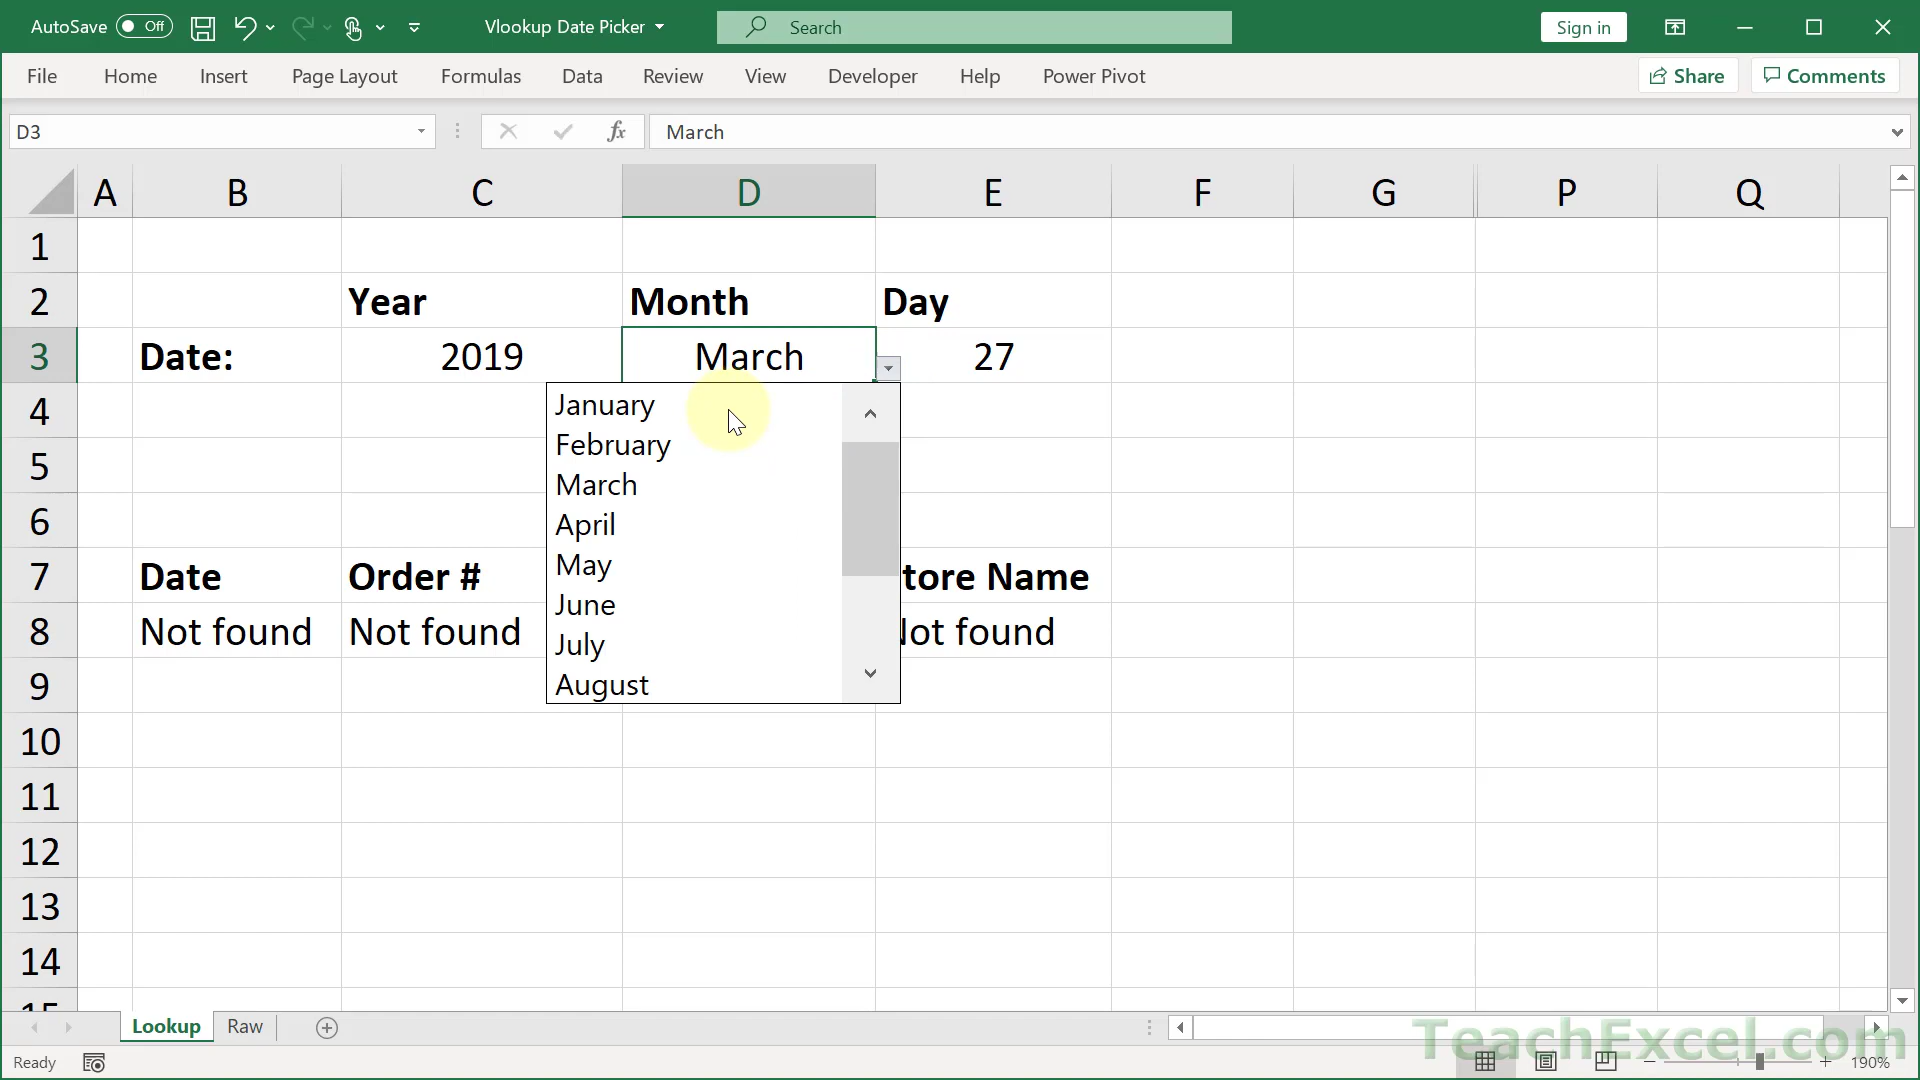 AutoSave Off Vlookup Date Picker Search Sign in
File Home Insert Page Layout Formulas Data Review View Developer Help Power Pivot Share Comments
D3 fx March
A B C D E F G P Q
1
2 Year Month Day
3 Date: 2019 March 27
4 January
February
5 March
6 April
7 Date Order # May tore Name
June
8 Not found Not found July Not found
9 August
10
11
12
13
14
15
Lookup Raw
TeachExcel.com
Ready 190%